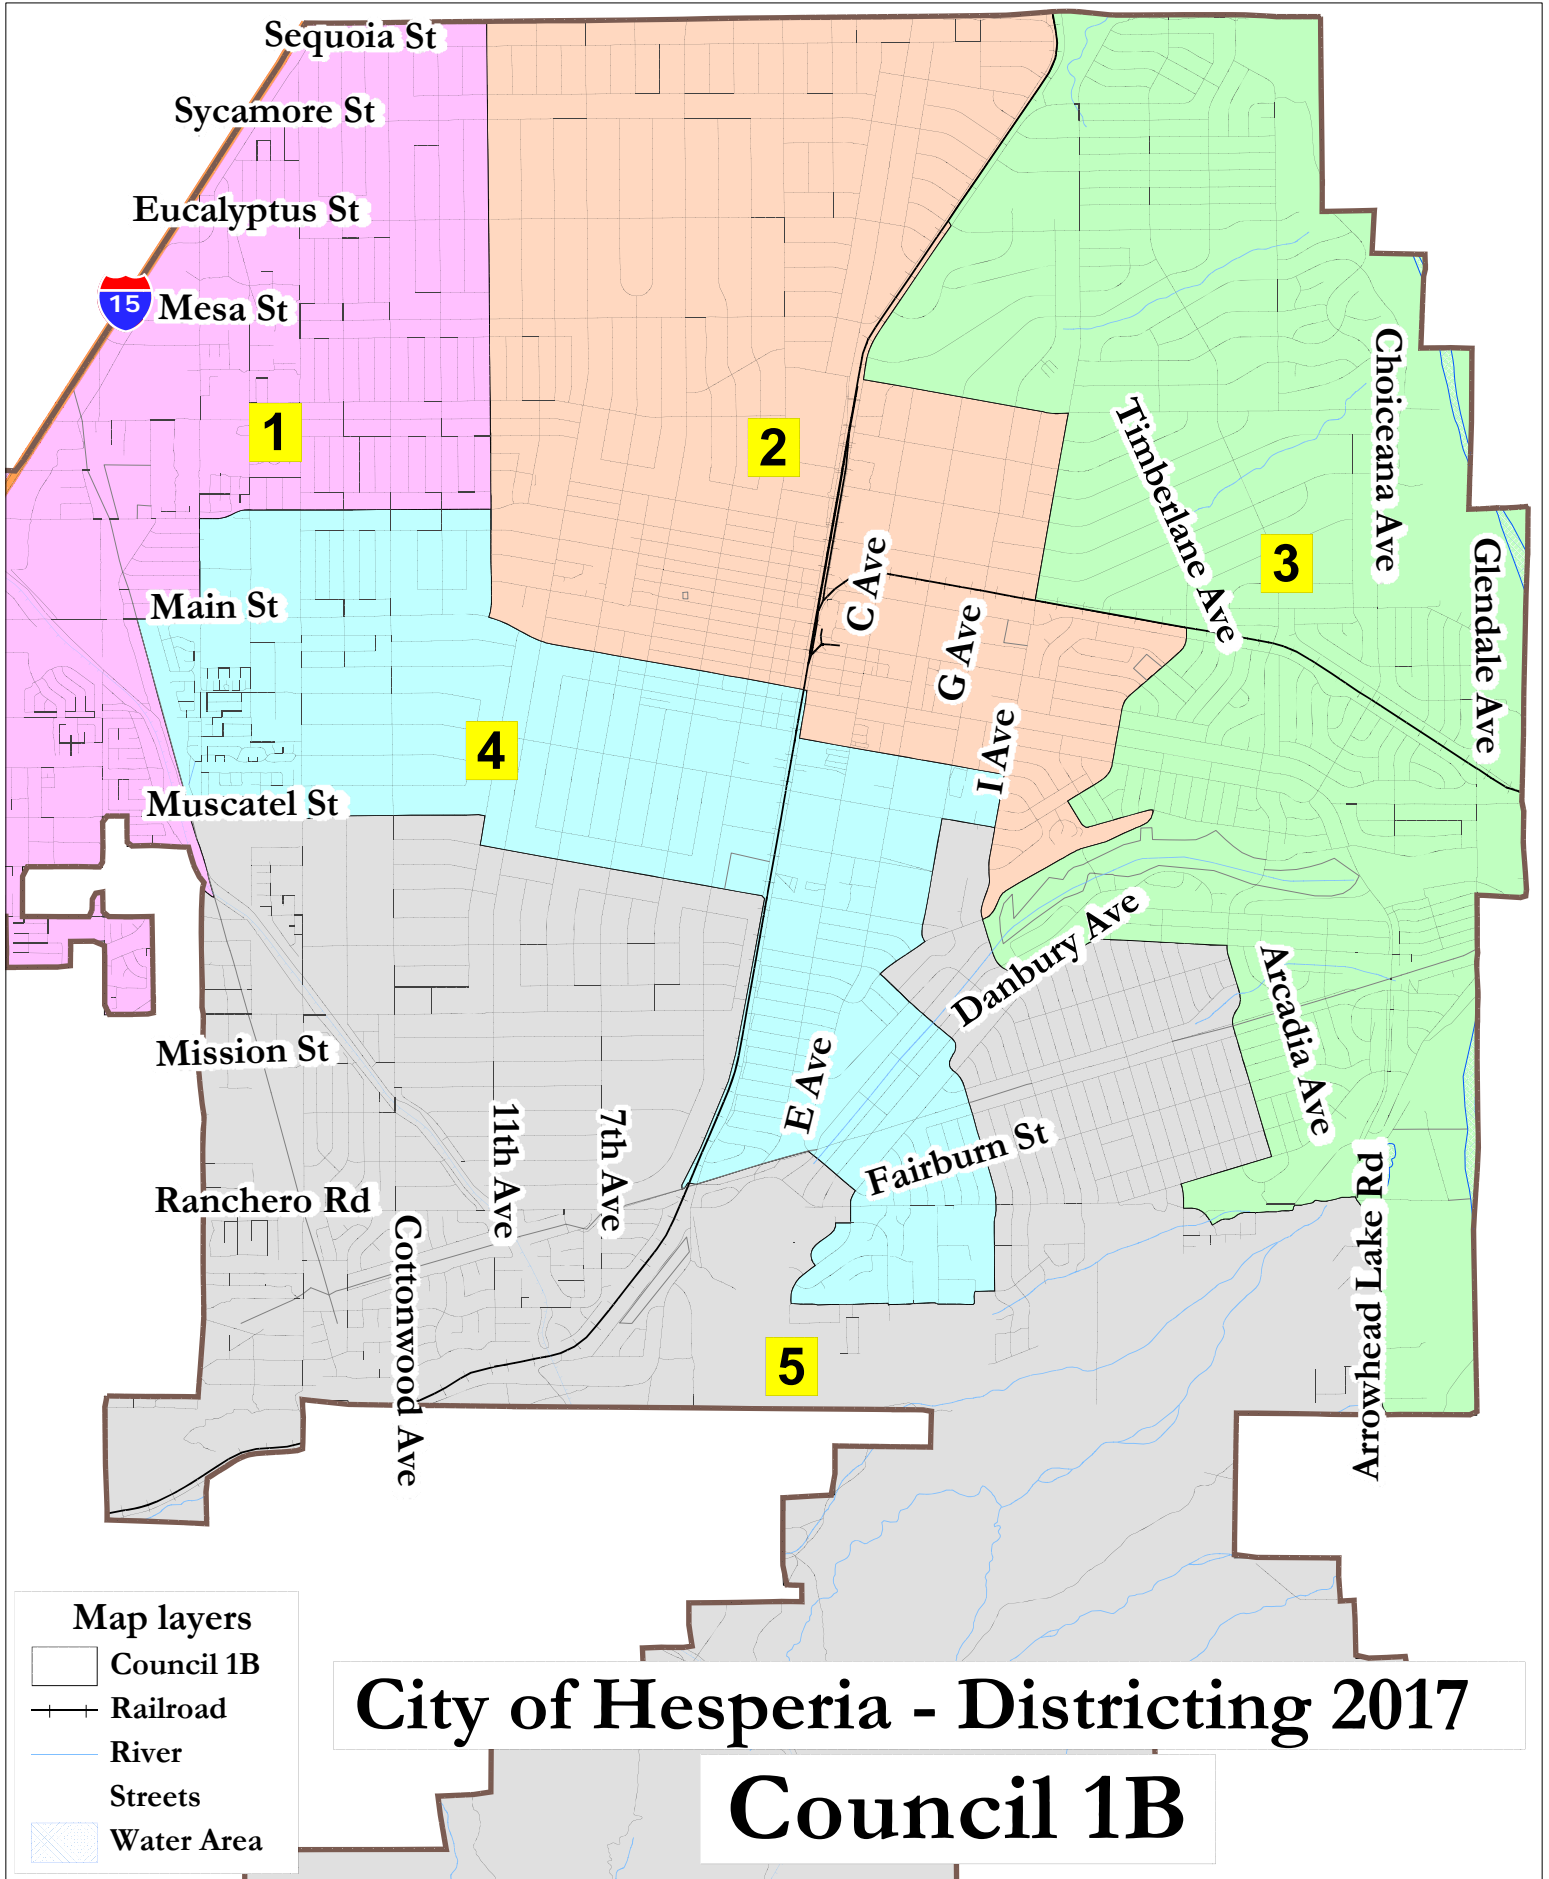 Sequoia St
Sycamore St
Eucalyptus St
15
Mesa St
Choiceana Ave
Timberlane Ave
1
2
3
C Ave
Glendale Ave
Main St
G Ave
I Ave
4
Muscatel St
Danbury Ave
Arcadia Ave
Mission St
E Ave
11th Ave
7th Ave
Fairburn St
Arrowhead Lake Rd
Ranchero Rd
Cottonwood Ave
5
Map layers
Council 1B
Railroad
River
Streets
Water Area
City of Hesperia - Districting 2017
Council 1B